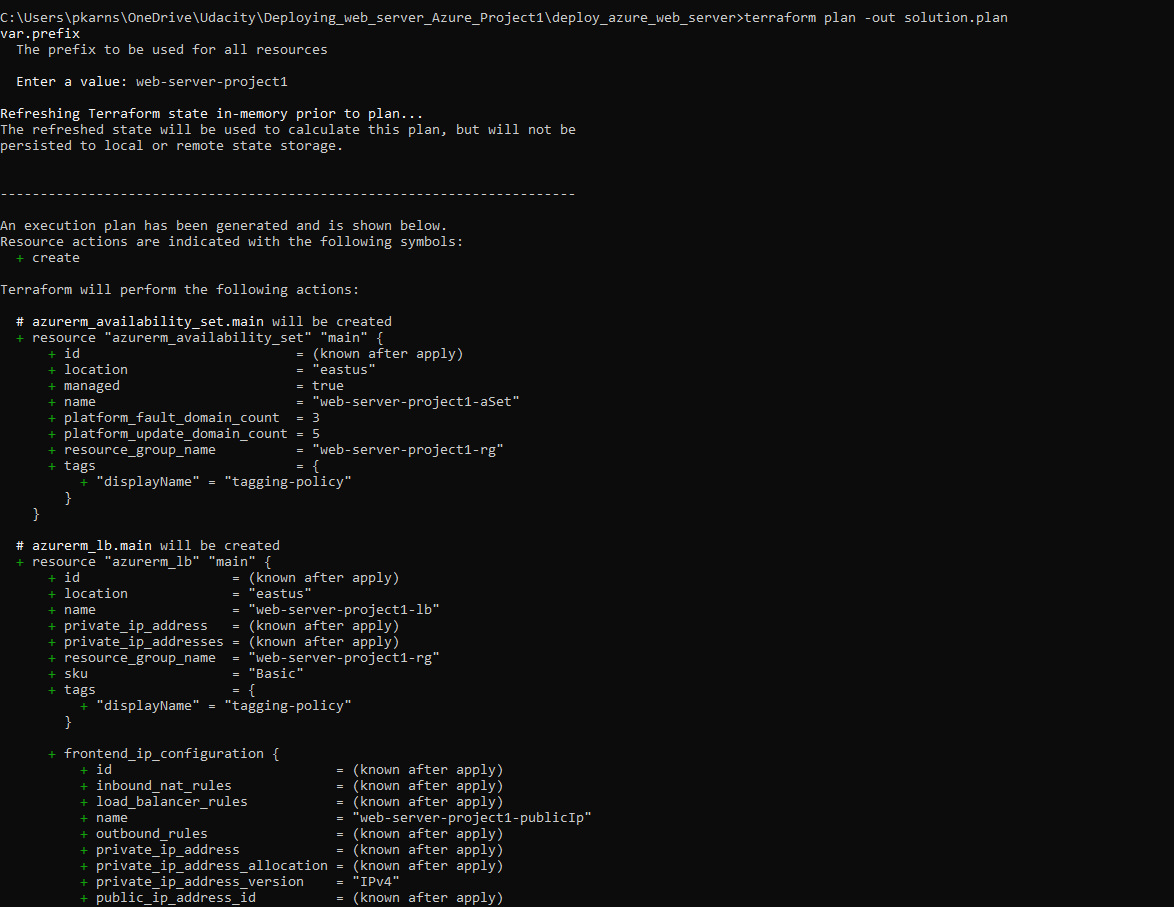 C:\Users\pkarns\OneDrive\Udacity\Deploying_web_server_Azure_Project1\deploy_azure_web_server>terraform plan -out solution.plan
var.prefix
  The prefix to be used for all resources

  Enter a value: web-server-project1

Refreshing Terraform state in-memory prior to plan...
The refreshed state will be used to calculate this plan, but will not be
persisted to local or remote state storage.


------------------------------------------------------------------------

An execution plan has been generated and is shown below.
Resource actions are indicated with the following symbols:
  + create

Terraform will perform the following actions:

  # azurerm_availability_set.main will be created
  + resource "azurerm_availability_set" "main" {
      + id                           = (known after apply)
      + location                     = "eastus"
      + managed                      = true
      + name                         = "web-server-project1-aSet"
      + platform_fault_domain_count  = 3
      + platform_update_domain_count = 5
      + resource_group_name          = "web-server-project1-rg"
      + tags                         = {
          + "displayName" = "tagging-policy"
        }
    }

  # azurerm_lb.main will be created
  + resource "azurerm_lb" "main" {
      + id                   = (known after apply)
      + location             = "eastus"
      + name                 = "web-server-project1-lb"
      + private_ip_address   = (known after apply)
      + private_ip_addresses = (known after apply)
      + resource_group_name  = "web-server-project1-rg"
      + sku                  = "Basic"
      + tags                 = {
          + "displayName" = "tagging-policy"
        }

      + frontend_ip_configuration {
          + id                            = (known after apply)
          + inbound_nat_rules             = (known after apply)
          + load_balancer_rules           = (known after apply)
          + name                          = "web-server-project1-publicIp"
          + outbound_rules                = (known after apply)
          + private_ip_address            = (known after apply)
          + private_ip_address_allocation = (known after apply)
          + private_ip_address_version    = "IPv4"
          + public_ip_address_id          = (known after apply)